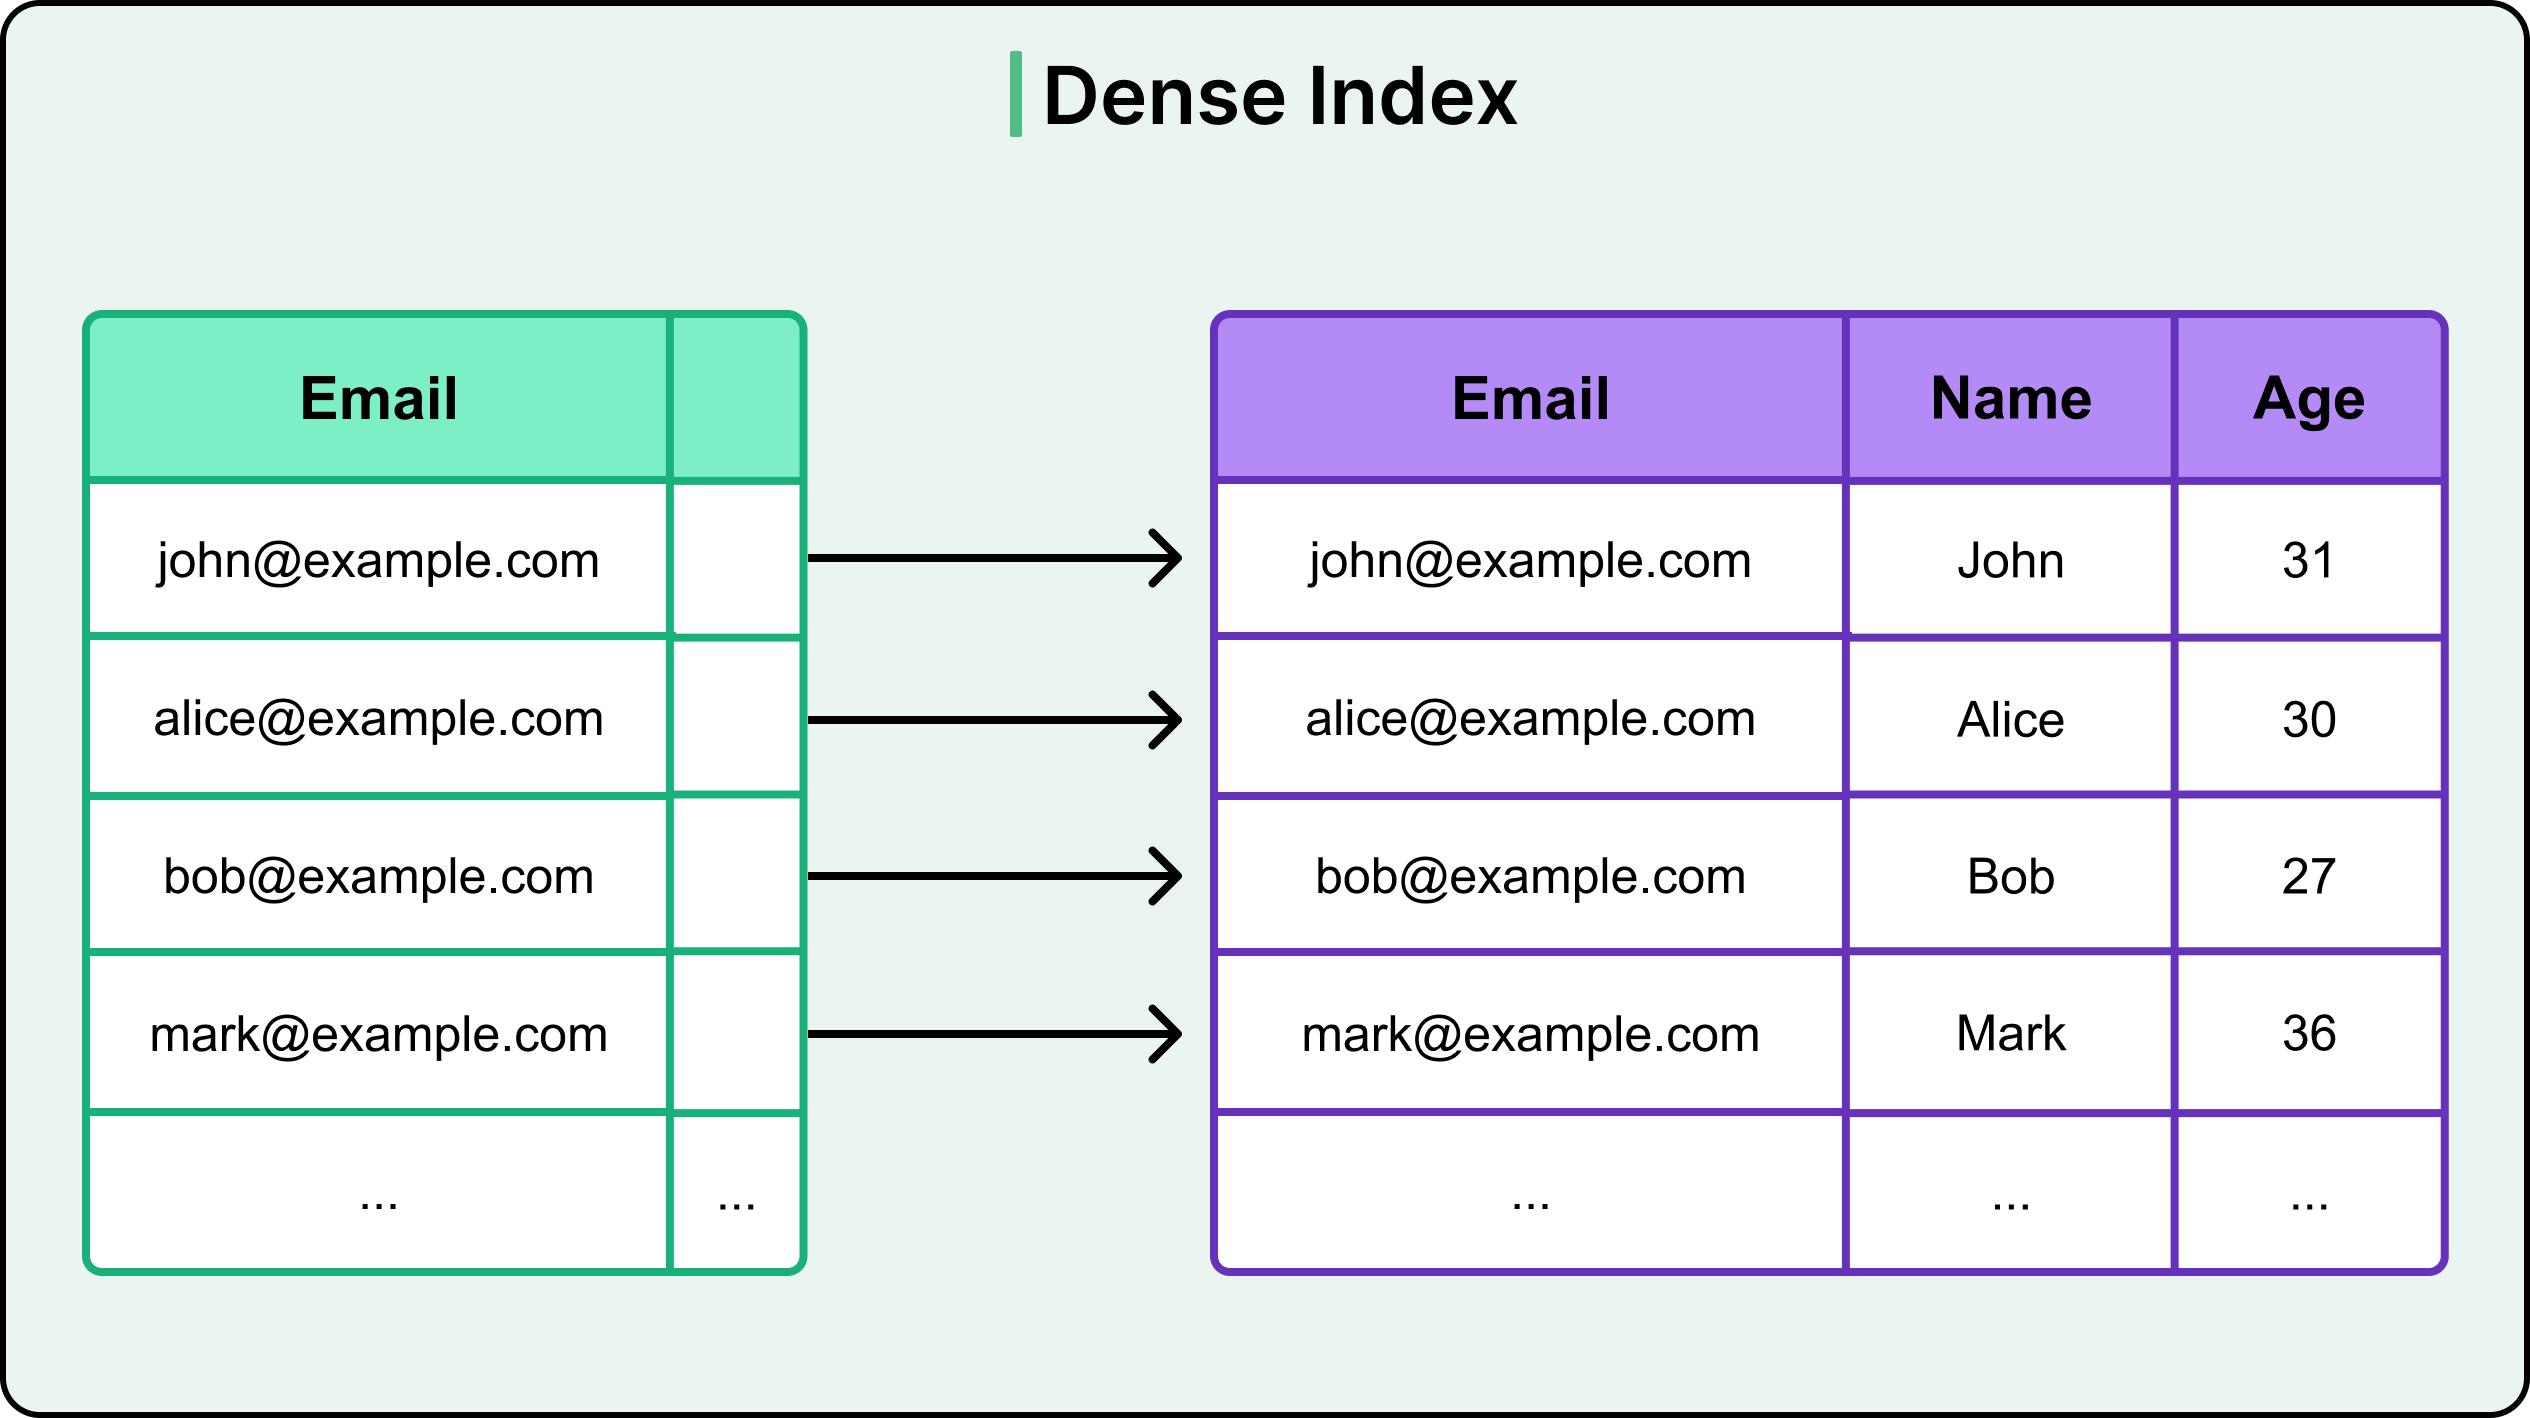 Dense Index
Email
john@example.com
alice@example.com
bob@example.com
mark@example.com
... ...
Email Name Age
john@example.com John 31
alice@example.com Alice 30
bob@example.com Bob 27
mark@example.com Mark 36
... ... ...